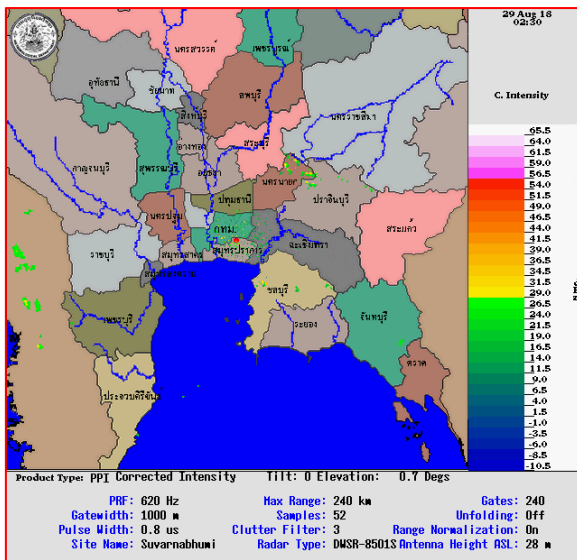 29 Aug 18
02:30
C. Intensity
นครสวรรค์
เพชรบูรณ์
อุทัยธานี
ชัยนาท
ลพบุรี
นครราชสีมา
สิงห์บุรี
อ่างทอง
สระบุรี
กาญจนบุรี
สุพรรณบุรี
อยุธยา
นครนายก
ปราจีนบุรี
ปทุมธานี
นครปฐม
กทม.
สระแก้ว
ฉะเชิงเทรา
ราชบุรี
สมุทรสาคร
สมุทรปราการ
สมุทรสงคราม
ชลบุรี
เพชรบุรี
ระยอง
จันทบุรี
ตราด
ประจวบคีรีขันธ์
65.5
64.0
61.5
59.0
56.5
54.0
51.5
49.0
46.5
44.0
41.5
39.0
36.5
34.0
31.5
29.0
26.5
24.0
21.5
19.0
16.5
14.0
11.5
9.0
6.5
4.0
1.5
-1.0
-3.5
-6.0
-8.0
-10.5
Product Type: PPI Corrected Intensity Tilt: 0 Elevation: 0.7 Degs
PRF: 620 Hz Max Range: 240 km Gates: 240
Gatewidth: 1000 m Samples: 52 Unfolding: Off
Pulse Width: 0.8 us Clutter Filter: 3 Range Normalization: On
Site Name: Suvarnabhumi Radar Type: DWSR-8501S Antenna Height ASL: 28 m